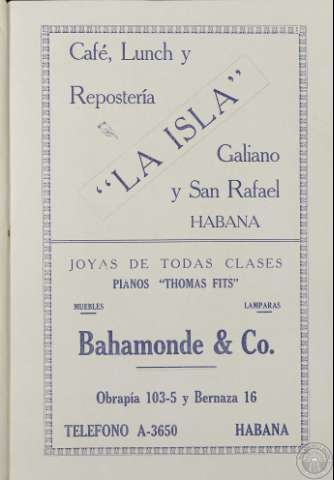 Café, Lunch y
Repostería
"LA ISLA"
Galiano
y San Rafael
HABANA
JOYAS DE TODAS CLASES
PIANOS "THOMAS FITS"
MUEBLES LAMPARAS
Bahamonde & Co.
Obrapía 103-5 y Bernaza 16
TELEFONO A-3650 HABANA